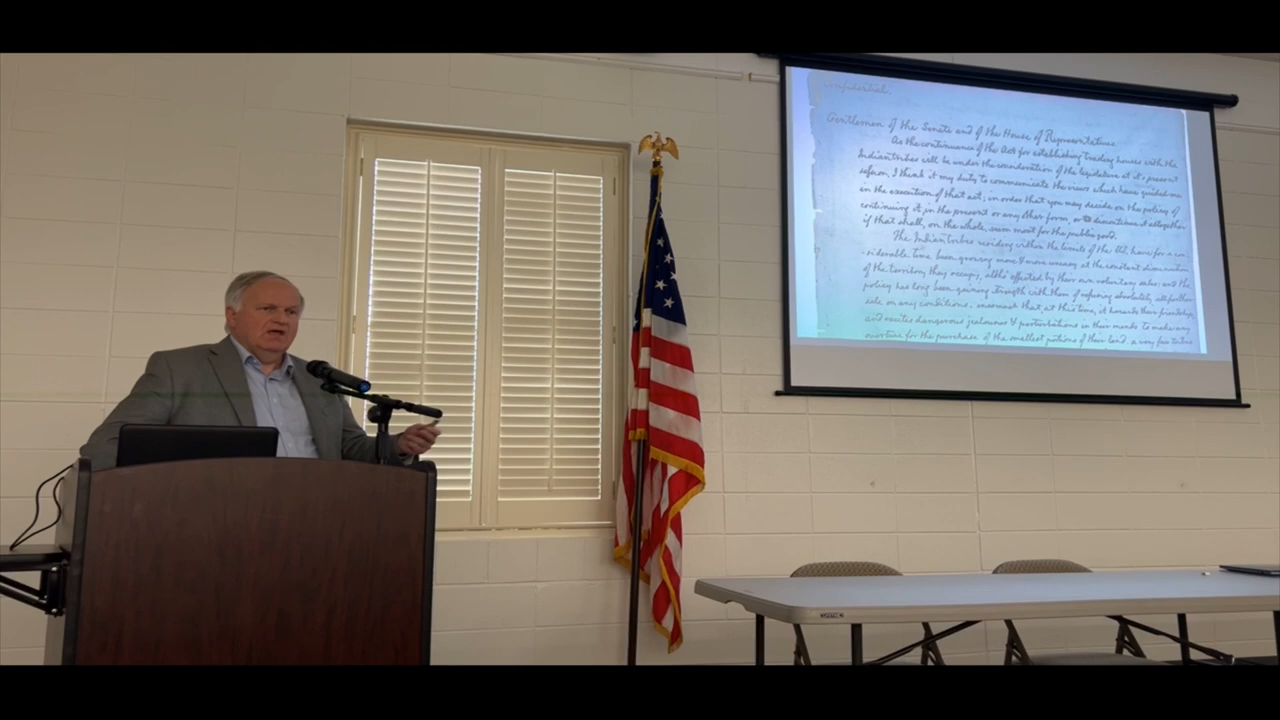 Confidential.
Gentlemen of the Senate and of the House of Representatives
As the continuance of the Act for establishing trading houses with the
Indian tribes will be under the consideration of the legislature at it's present
session, I think it my duty to communicate the views which have guided me
in the execution of that act; in order that you may decide on the policy of
continuing it, in the present or any other form, or discontinue it altogether
if that shall, on the whole, seem most for the public good.
The Indian tribes residing within the limits of the US. have for a con
-siderable time been growing more & more uneasy at the constant diminution
of the territory they occupy, altho' effected by their own voluntary sales: and the
policy has long been gaining strength with them of refusing absolutely all further
sale on any conditions. insomuch that, at this time, it hazards their friendship,
and excites dangerous jealousies & perturbations in their minds to make any
overture for the purchase of the smallest potions of their land. a very few tribes